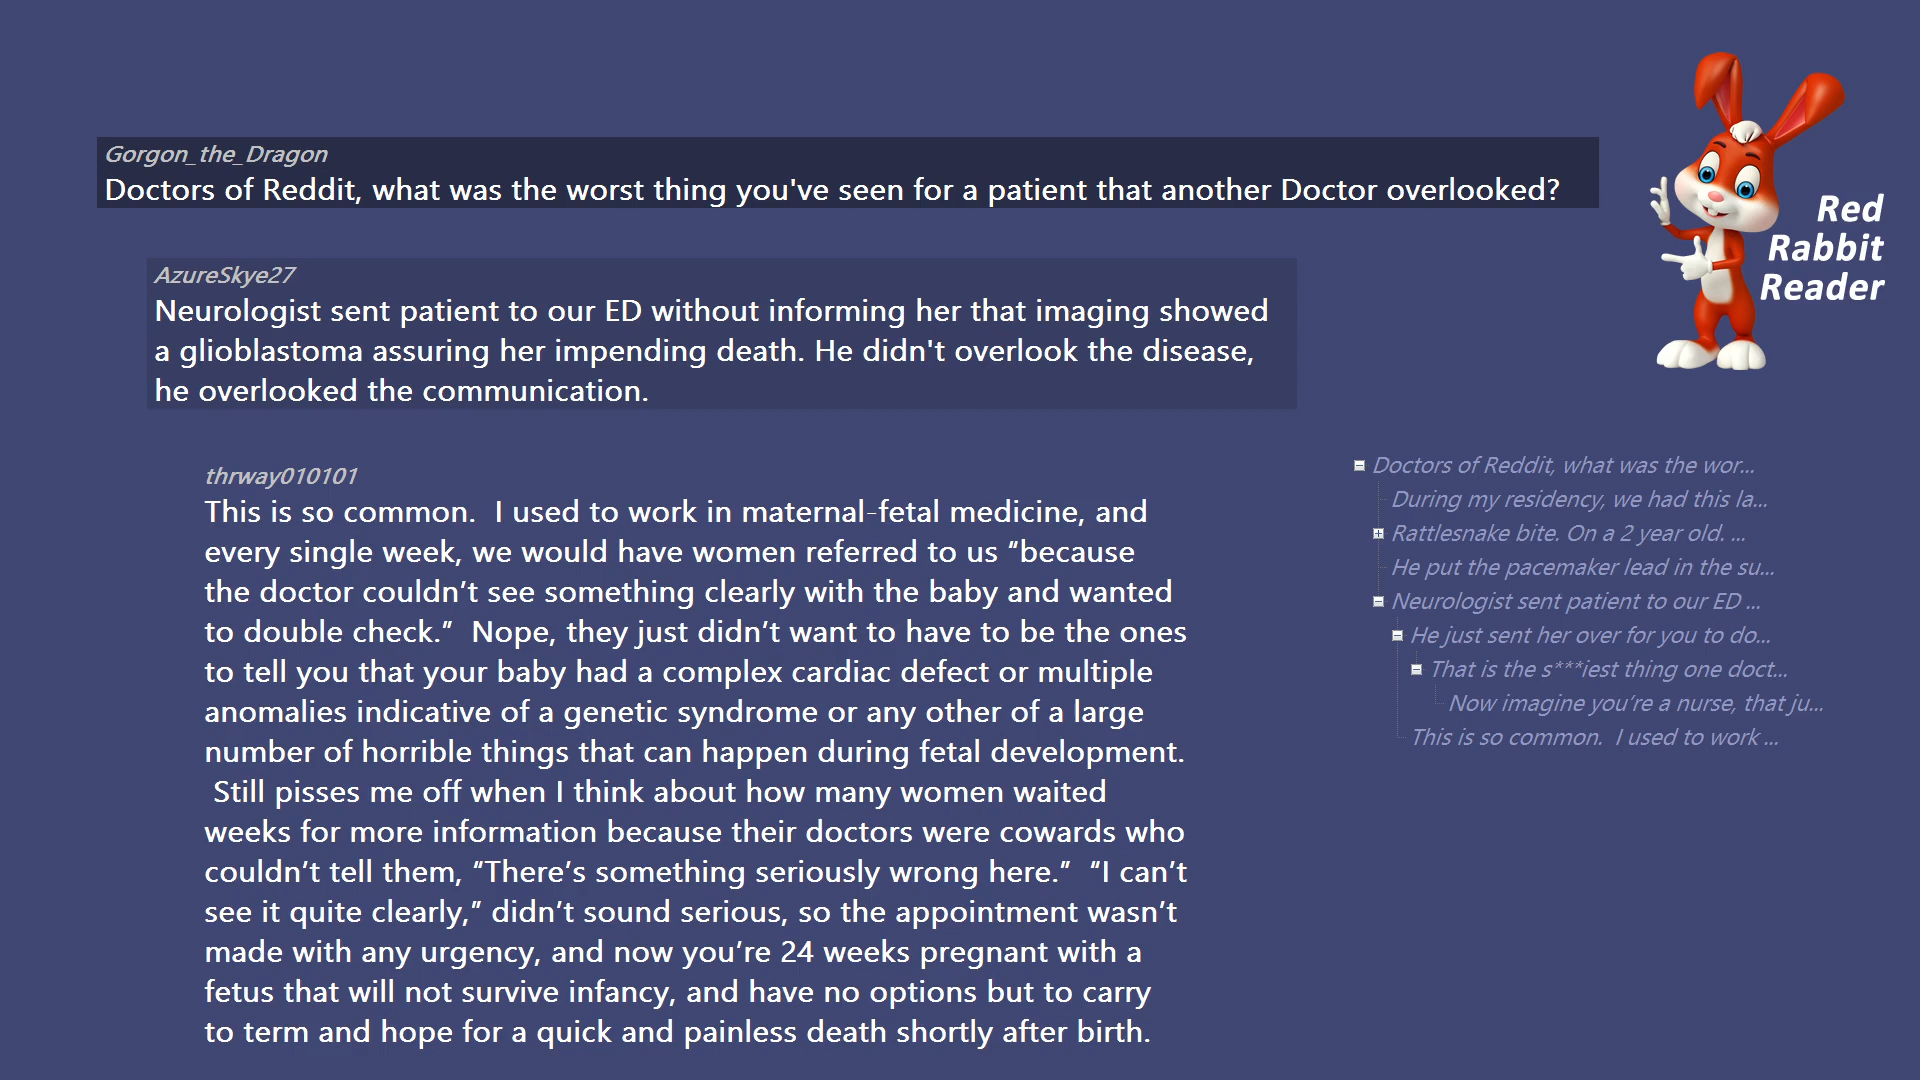 Gorgon_the_Dragon
Doctors of Reddit, what was the worst thing you've seen for a patient that another Doctor overlooked?
AzureSkye27
Neurologist sent patient to our ED without informing her that imaging showed
a glioblastoma assuring her impending death. He didn't overlook the disease,
he overlooked the communication.
thrway010101
This is so common.  I used to work in maternal-fetal medicine, and
every single week, we would have women referred to us “because
the doctor couldn’t see something clearly with the baby and wanted
to double check.”  Nope, they just didn’t want to have to be the ones
to tell you that your baby had a complex cardiac defect or multiple
anomalies indicative of a genetic syndrome or any other of a large
number of horrible things that can happen during fetal development.
Still pisses me off when I think about how many women waited
weeks for more information because their doctors were cowards who
couldn’t tell them, “There’s something seriously wrong here.”  “I can’t
see it quite clearly,” didn’t sound serious, so the appointment wasn’t
made with any urgency, and now you’re 24 weeks pregnant with a
fetus that will not survive infancy, and have no options but to carry
to term and hope for a quick and painless death shortly after birth.
Red
Rabbit
Reader
Doctors of Reddit, what was the wor...
During my residency, we had this la...
Rattlesnake bite. On a 2 year old. ...
He put the pacemaker lead in the su...
Neurologist sent patient to our ED ...
He just sent her over for you to do...
That is the s***iest thing one doct...
Now imagine you’re a nurse, that ju...
This is so common.  I used to work ...